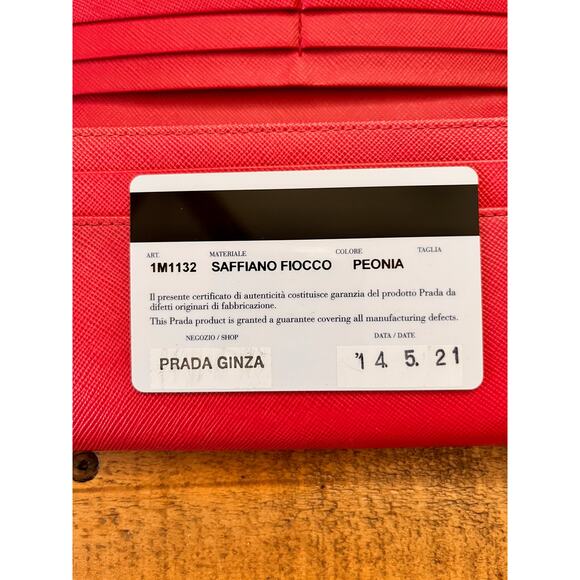 ART. MATERIALE COLORE TAGLIA
1M1132 SAFFIANO FIOCCO PEONIA
Il presente certificato di autenticità costituisce garanzia del prodotto Prada da
difetti originari di fabbricazione.
This Prada product is granted a guarantee covering all manufacturing defects.
NEGOZIO / SHOP DATA / DATE
PRADA GINZA '14. 5. 21